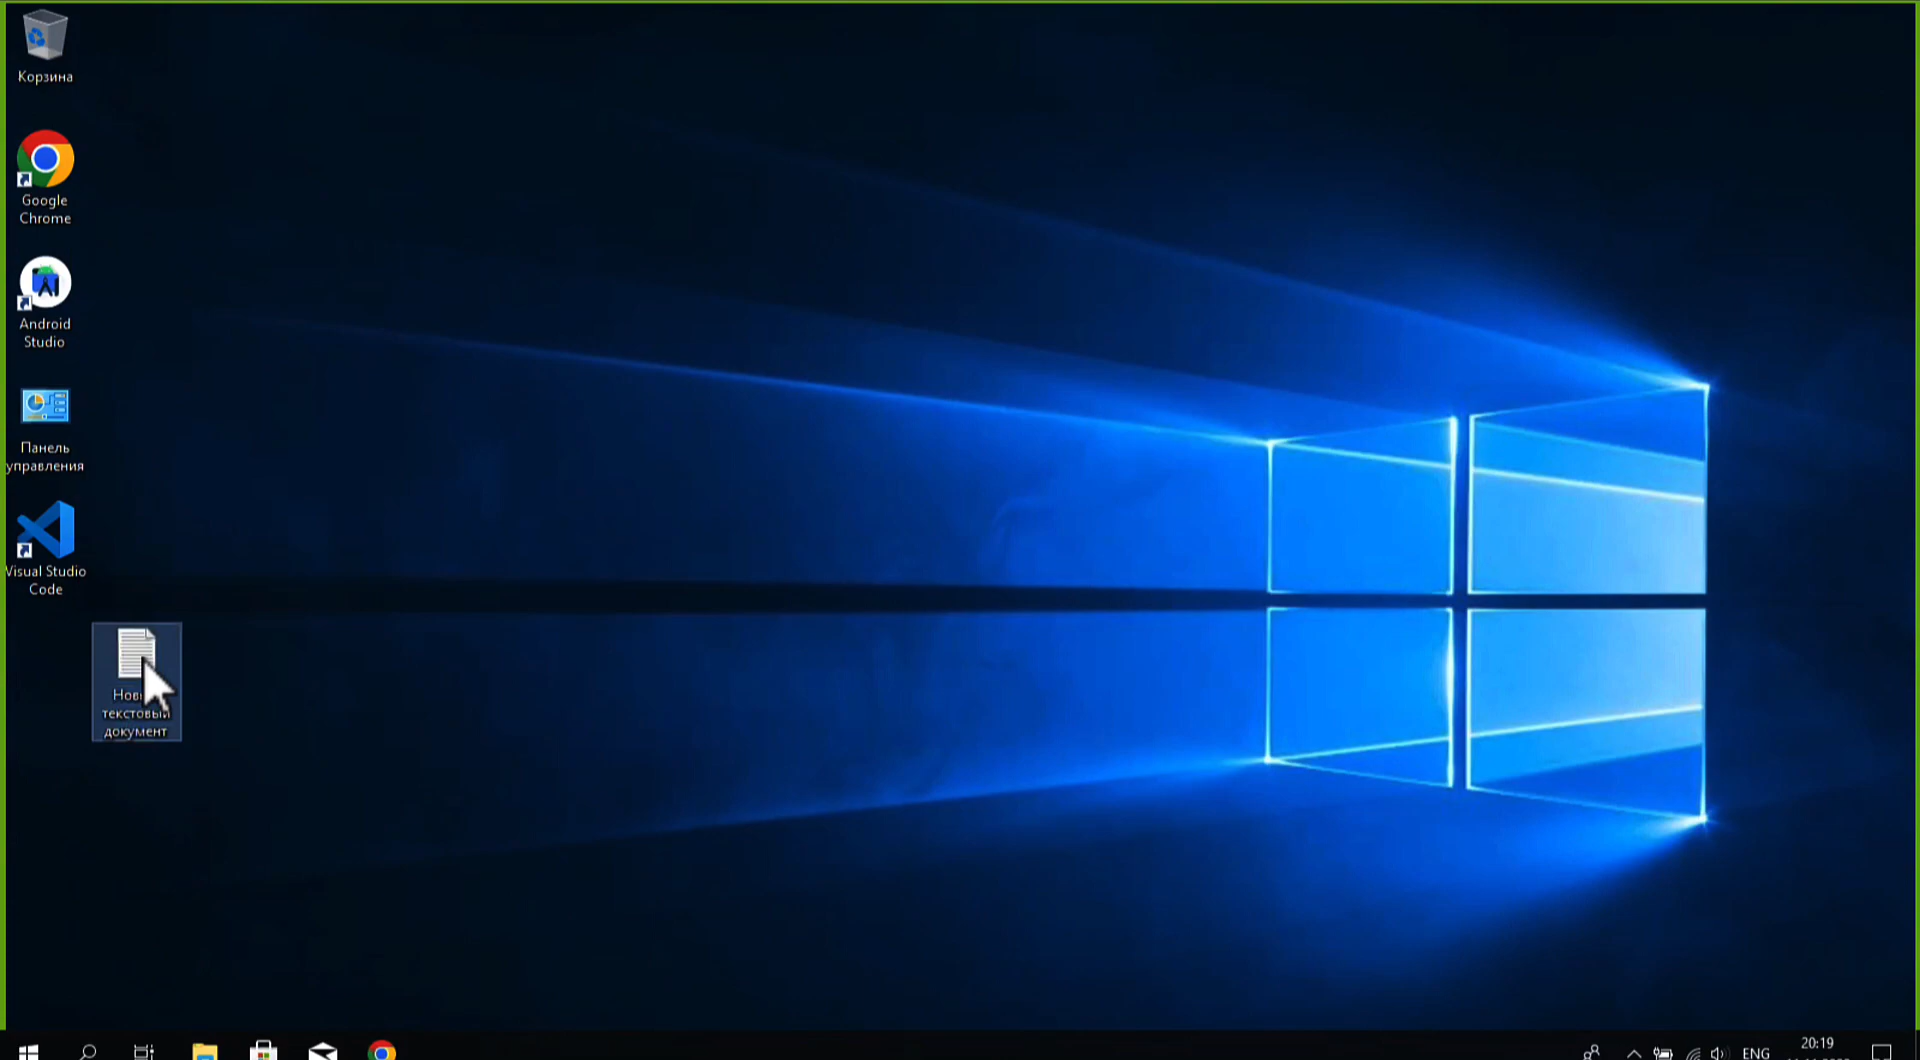 Корзина
Google
Chrome
Android
Studio
Панель
управления
Visual Studio
Code
текстовый
документ
20:19
ENG